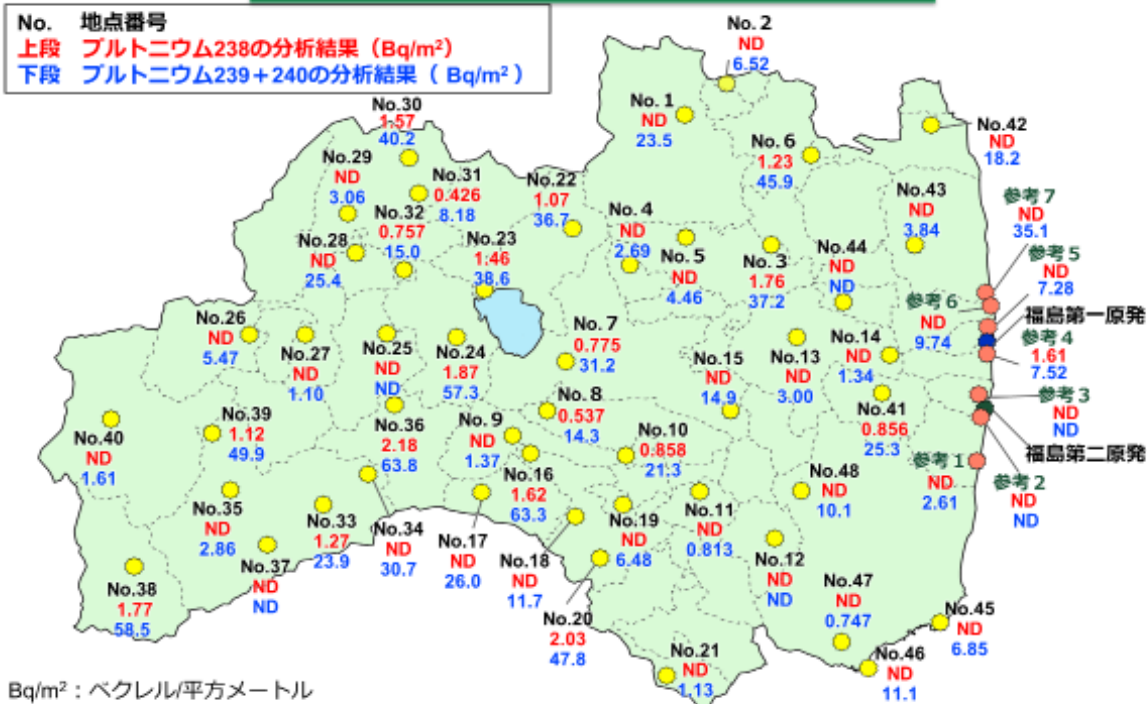 No. 地点番号
上段 プルトニウム238の分析結果（Bq/m²）
下段 プルトニウム239＋240の分析結果（ Bq/m² ）
No. 2
ND
6.52
No. 1
ND
23.5
No.30
1.57
40.2
No. 6
1.23
45.9
No.42
ND
18.2
No.29
ND
3.06
No.31
0.426
8.18
No.22
1.07
36.7
No.43
ND
3.84
参考７
ND
35.1
No.32
0.757
15.0
No. 4
ND
2.69
No.23
1.46
38.6
No.28
ND
25.4
No. 5
ND
4.46
No. 3
1.76
37.2
No.44
ND
ND
参考５
ND
7.28
参考６
ND
9.74
福島第一原発
参考４
1.61
7.52
No.26
ND
5.47
No.27
ND
1.10
No.25
ND
ND
No.24
1.87
57.3
No. 7
0.775
31.2
No.15
ND
14.9
No.13
ND
3.00
No.14
ND
1.34
参考３
ND
ND
No.40
ND
1.61
No.39
1.12
49.9
No.36
2.18
63.8
No. 9
ND
1.37
No. 8
0.537
14.3
No.10
0.858
21.3
No.41
0.856
25.3
福島第二原発
参考１
ND
2.61
参考２
ND
ND
No.16
1.62
63.3
No.48
ND
10.1
No.35
ND
2.86
No.33
1.27
23.9
No.34
ND
30.7
No.17
ND
26.0
No.18
ND
11.7
No.19
ND
6.48
No.11
ND
0.813
No.12
ND
ND
No.37
ND
ND
No.38
1.77
58.5
No.20
2.03
47.8
No.47
ND
0.747
No.45
ND
6.85
No.21
ND
1.13
No.46
ND
11.1
Bq/m²：ベクレル/平方メートル